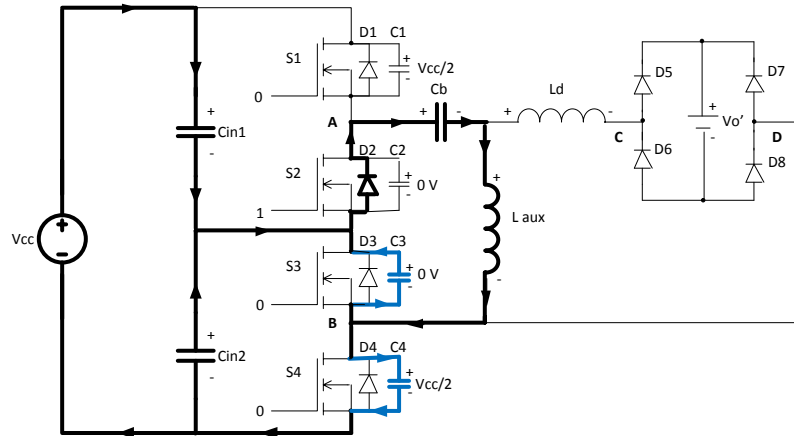 D1 C1
S1
+
Vcc/2
-
0
Cb
+ -
Ld
+ -
D5
D7
+
Vo’
-
C
D
D6
D8
+
Cin1
-
A
D2 C2
S2
+
0 V
-
1
+
L aux
-
Vcc
+
-
D3 C3
S3
+
0 V
-
0
B
+
Cin2
-
D4 C4
S4
+
Vcc/2
-
0